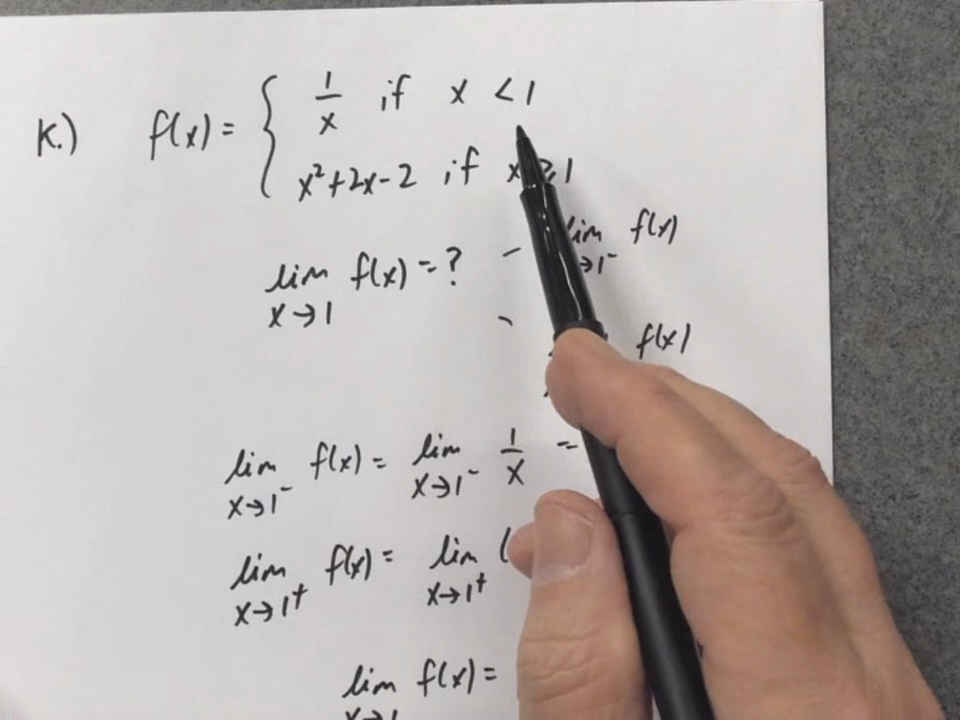 K.) f(x) = { 1/x if x < 1
x²+2x-2 if x ≥ 1
lim x→1 f(x) = ? - lim x→1⁻ f(x)
- f(x)
lim x→1⁻ f(x) = lim x→1⁻ 1/x =
lim x→1⁺ f(x) = lim x→1⁺ (
lim x→1 f(x) =